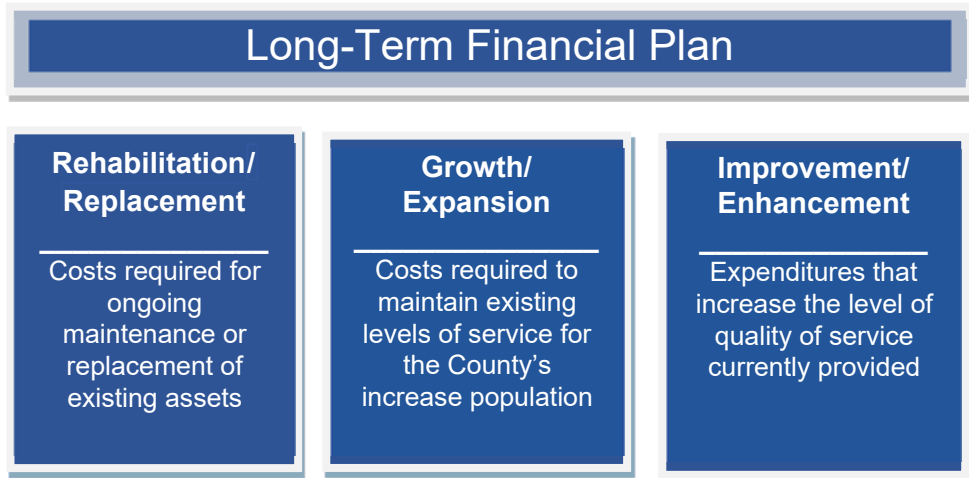 Long-Term Financial Plan
Rehabilitation/
Replacement
Costs required for
ongoing
maintenance or
replacement of
existing assets
Growth/
Expansion
Costs required to
maintain existing
levels of service for
the County’s
increase population
Improvement/
Enhancement
Expenditures that
increase the level of
quality of service
currently provided